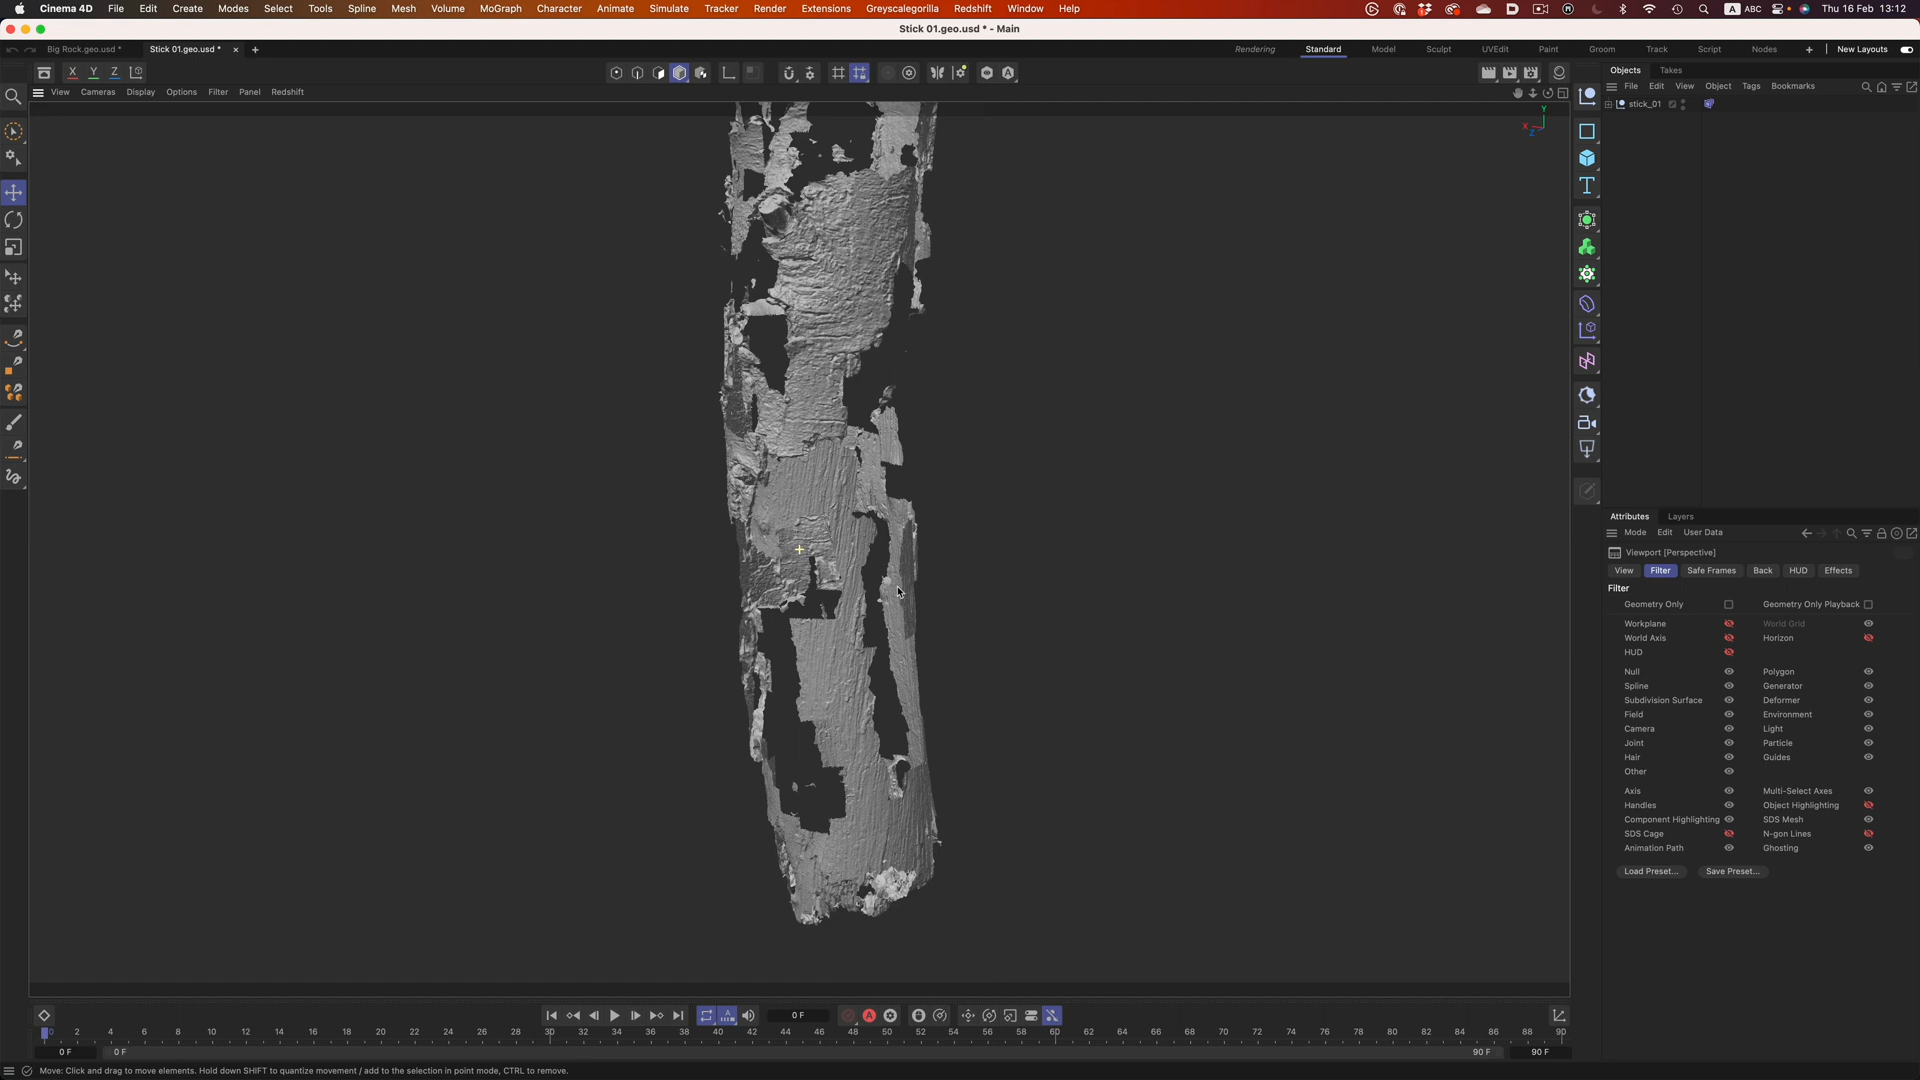 Cinema 4D File Edit Create Modes Select Tools Spline Mesh Volume MoGraph Character Animate Simulate Tracker Render Extensions Greyscalegorilla Redshift Window Help A ABC Thu 16 Feb 13:12
Stick 01.geo.usd * - Main
Big Rock.geo.usd * Stick 01.geo.usd * Rendering Standard Model Sculpt UVEdit Paint Groom Track Script Nodes New Layouts
X Y Z Objects Takes
View Cameras Display Options Filter Panel Redshift File Edit View Object Tags Bookmarks
stick_01
Y
X
Z
Attributes Layers
Mode Edit User Data
Viewport [Perspective]
View Filter Safe Frames Back HUD Effects
Filter
Geometry Only Geometry Only Playback
Workplane World Grid
World Axis Horizon
HUD
Null Polygon
Spline Generator
Subdivision Surface Deformer
Field Environment
Camera Light
Joint Particle
Hair Guides
Other
Axis Multi-Select Axes
Handles Object Highlighting
Component Highlighting SDS Mesh
SDS Cage N-gon Lines
Animation Path Ghosting
Load Preset... Save Preset...
0 F
0 2 4 6 8 10 12 14 16 18 20 22 24 26 28 30 32 34 36 38 40 42 44 46 48 50 52 54 56 58 60 62 64 66 68 70 72 74 76 78 80 82 84 86 88 90
0 F 0 F 90 F 90 F
Move: Click and drag to move elements. Hold down SHIFT to quantize movement / add to the selection in point mode, CTRL to remove.